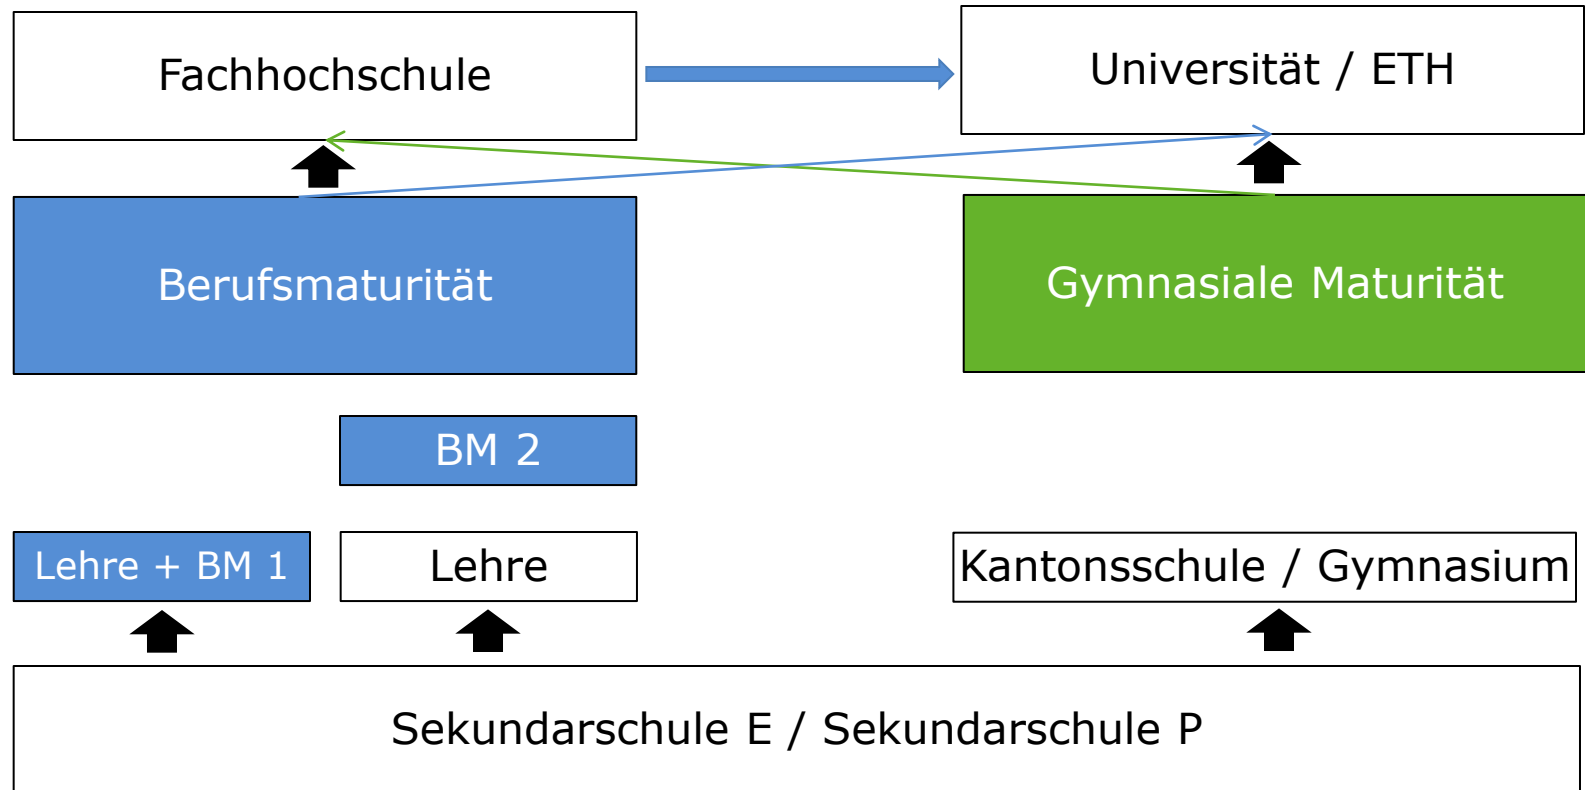 Fachhochschule
Universität / ETH
Berufsmaturität
Gymnasiale Maturität
BM 2
Lehre + BM 1
Lehre
Kantonsschule / Gymnasium
Sekundarschule E / Sekundarschule P